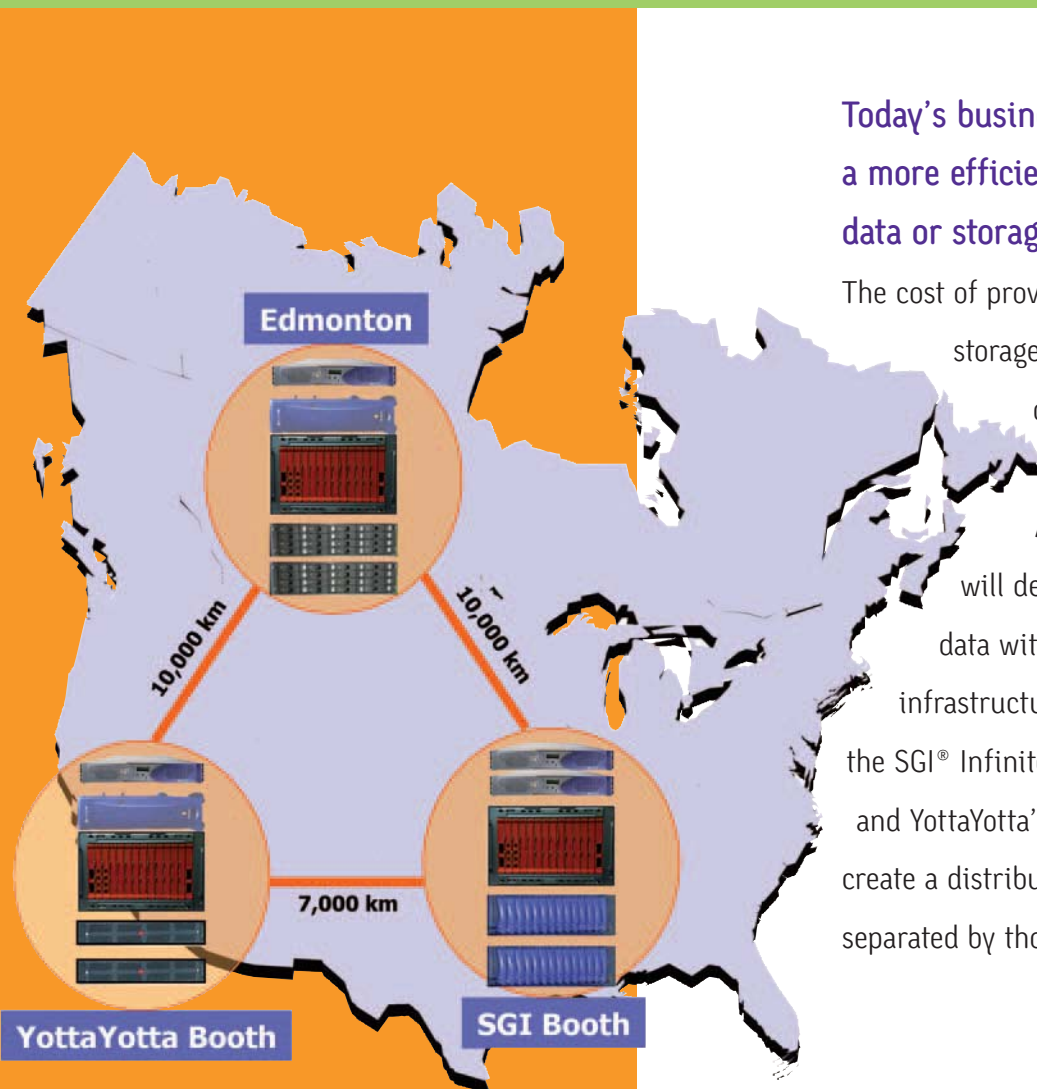 Today's busin
a more efficie
data or storag
The cost of prov
storage
will de
data wit
infrastructu
the SGI® Infinit
and YottaYotta'
create a distribu
separated by tho
Edmonton
10,000 km
10,000 km
7,000 km
YottaYotta Booth
SGI Booth